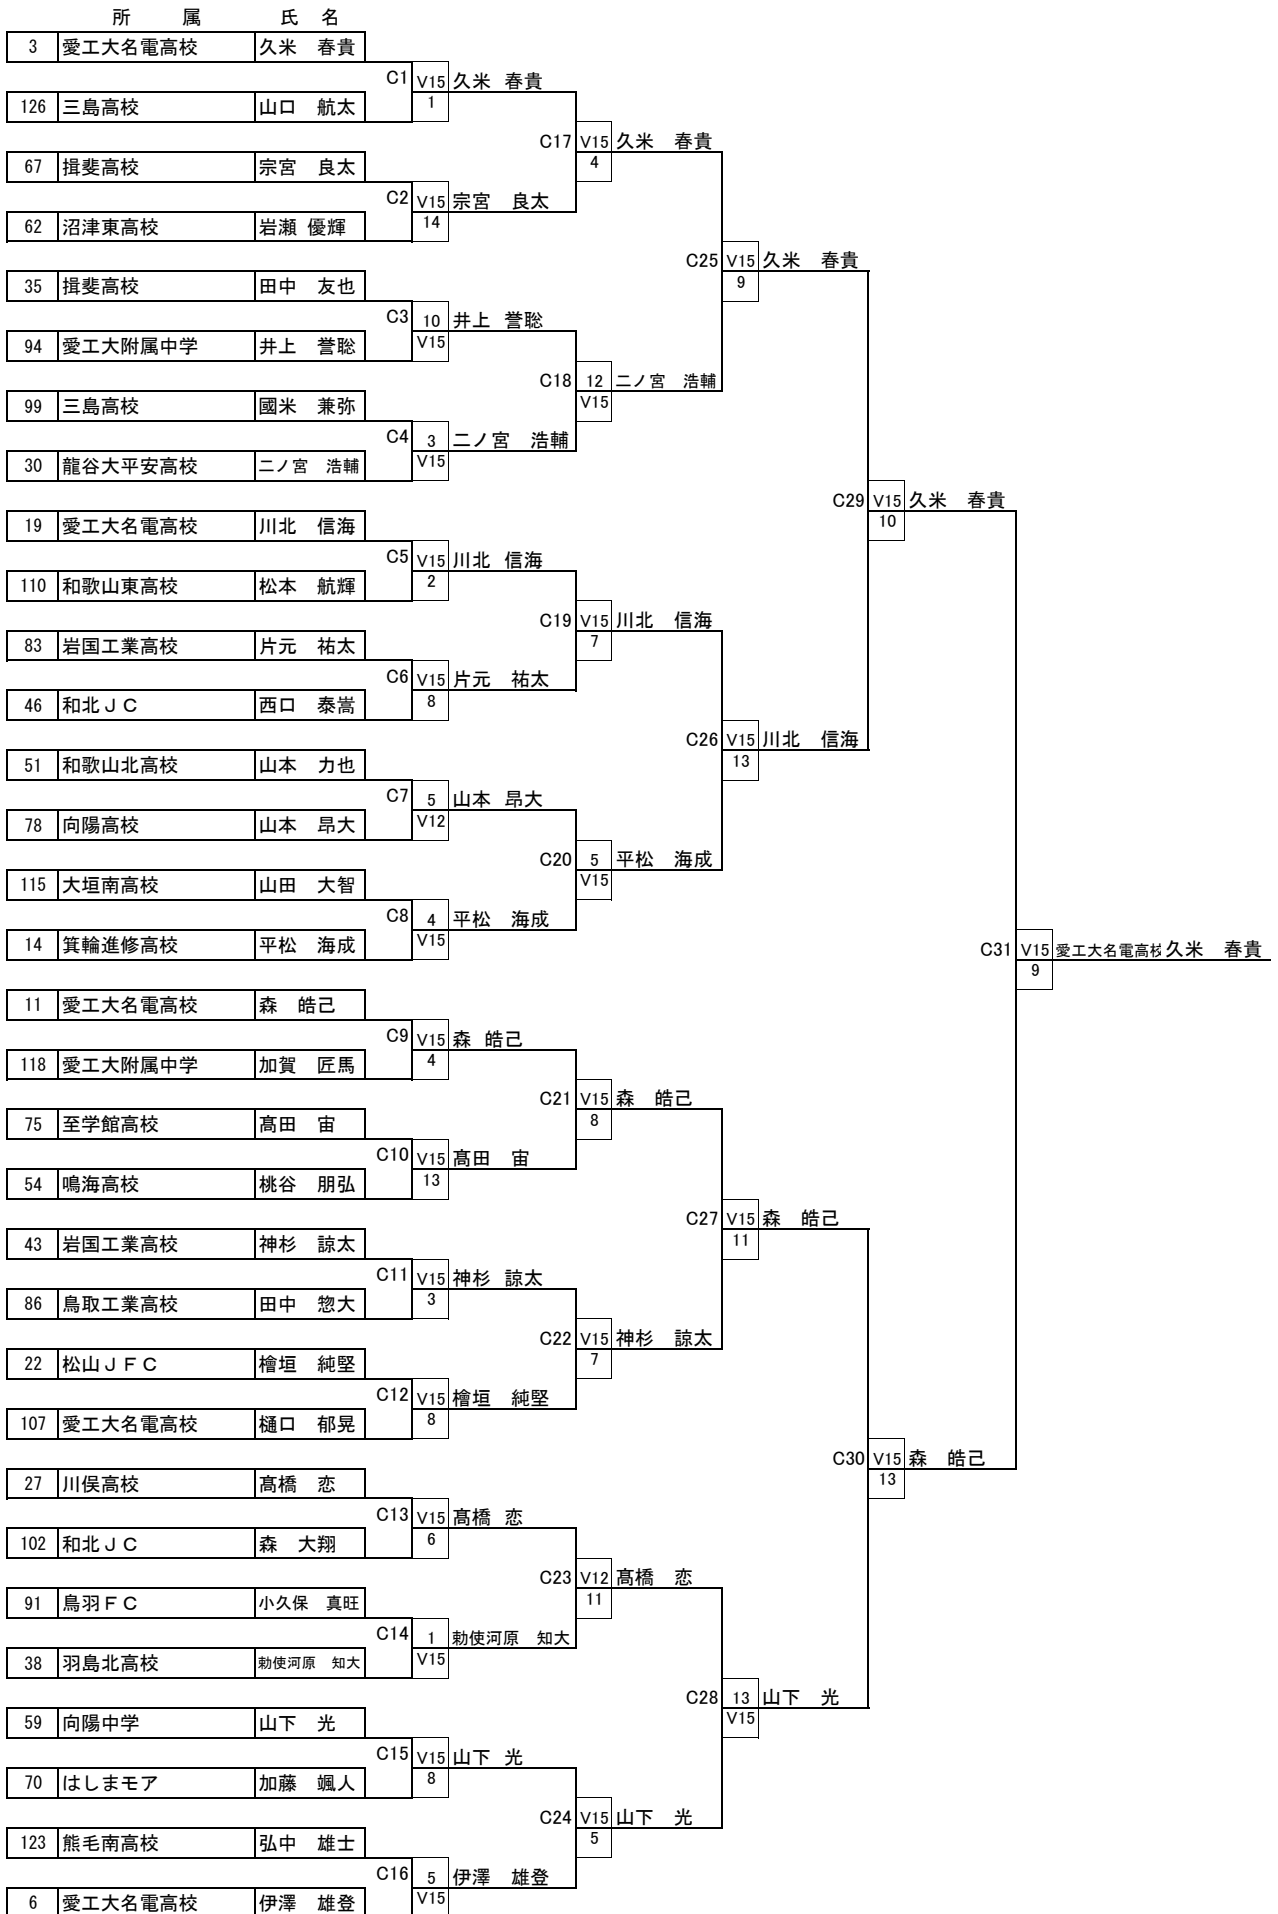 所　属　氏　名
3 愛工大名電高校 久米　春貴
C1 V15 久米 春貴
1
126 三島高校 山口　航太
C17 V15 久米　春貴
4
67 揖斐高校 宗宮　良太
C2 V15 宗宮　良太
14
62 沼津東高校 岩瀬 優輝
C25 V15 久米　春貴
9
35 揖斐高校 田中　友也
C3 10 井上 誉聡
V15
94 愛工大附属中学 井上　誉聡
C18 12 二ノ宮　浩輔
V15
99 三島高校 國米　兼弥
C4 3 二ノ宮　浩輔
V15
30 龍谷大平安高校 二ノ宮　浩輔
C29 V15 久米　春貴
10
19 愛工大名電高校 川北　信海
C5 V15 川北 信海
2
110 和歌山東高校 松本　航輝
C19 V15 川北　信海
7
83 岩国工業高校 片元　祐太
C6 V15 片元　祐太
8
46 和北ＪＣ 西口　泰嵩
C26 V15 川北　信海
13
51 和歌山北高校 山本　力也
C7 5 山本 昂大
V12
78 向陽高校 山本　昂大
C20 5 平松　海成
V15
115 大垣南高校 山田　大智
C8 4 平松　海成
V15
14 箕輪進修高校 平松　海成
C31 V15 愛工大名電高校 久米　春貴
9
11 愛工大名電高校 森　皓己
C9 V15 森 皓己
4
118 愛工大附属中学 加賀　匠馬
C21 V15 森　皓己
8
75 至学館高校 髙田　宙
C10 V15 髙田　宙
13
54 鳴海高校 桃谷　朋弘
C27 V15 森　皓己
11
43 岩国工業高校 神杉　諒太
C11 V15 神杉 諒太
3
86 鳥取工業高校 田中　惣大
C22 V15 神杉　諒太
7
22 松山ＪＦＣ 檜垣　純堅
C12 V15 檜垣　純堅
8
107 愛工大名電高校 樋口　郁晃
C30 V15 森　皓己
13
27 川俣高校 髙橋　恋
C13 V15 髙橋 恋
6
102 和北ＪＣ 森　大翔
C23 V12 髙橋　恋
11
91 鳥羽ＦＣ 小久保　真旺
C14 1 勅使河原　知大
V15
38 羽島北高校 勅使河原　知大
C28 13 山下　光
V15
59 向陽中学 山下　光
C15 V15 山下 光
8
70 はしまモア 加藤　颯人
C24 V15 山下　光
5
123 熊毛南高校 弘中　雄士
C16 5 伊澤　雄登
V15
6 愛工大名電高校 伊澤　雄登